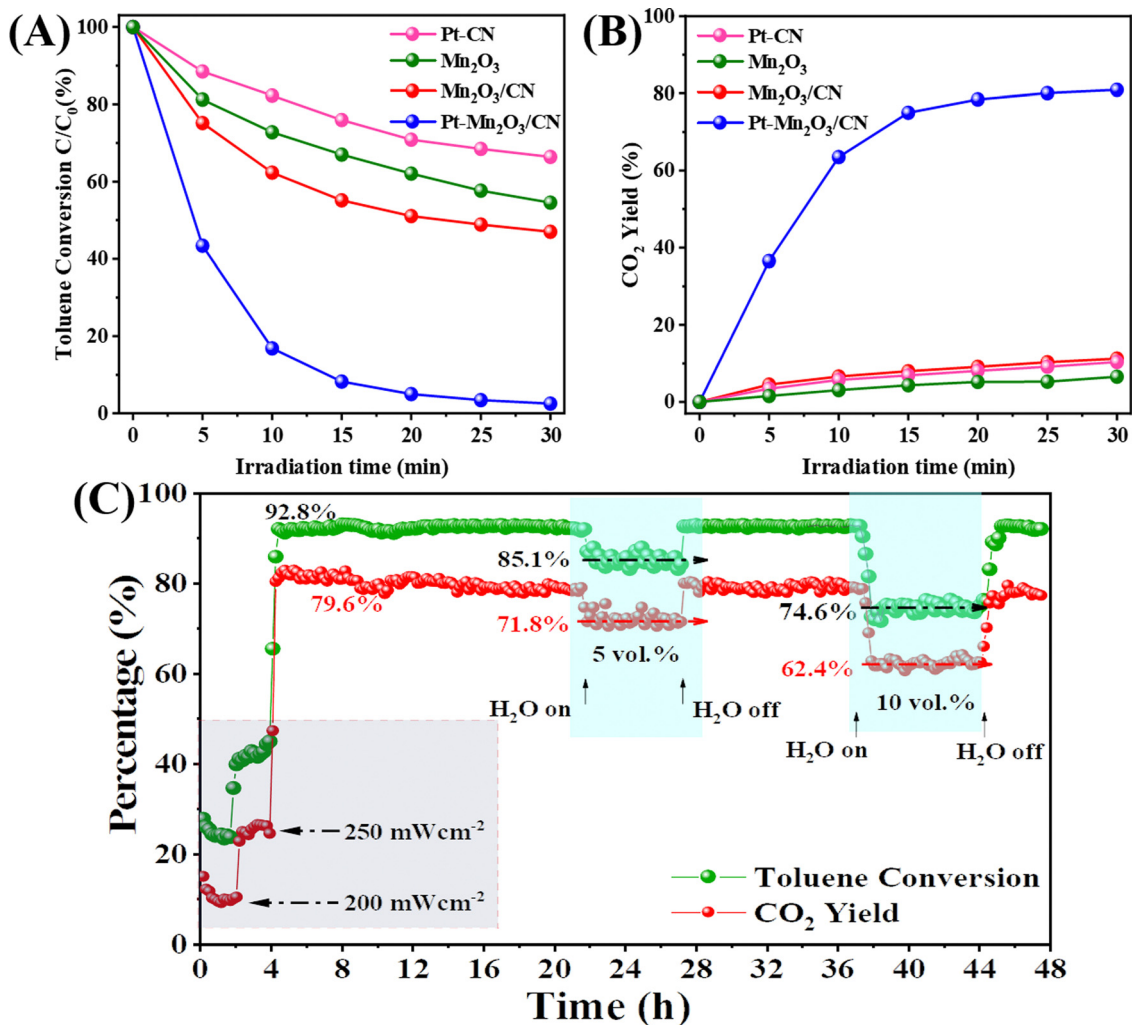 (A)
Toluene Conversion C/C₀(%)
100
80
60
40
20
0
Pt-CN
Mn₂O₃
Mn₂O₃/CN
Pt-Mn₂O₃/CN
0 5 10 15 20 25 30
Irradiation time (min)
(B)
CO₂ Yield (%)
100
80
60
40
20
0
Pt-CN
Mn₂O₃
Mn₂O₃/CN
Pt-Mn₂O₃/CN
0 5 10 15 20 25 30
Irradiation time (min)
(C)
Percentage (%)
100
80
60
40
20
0
92.8%
79.6%
85.1%
71.8%
5 vol.%
H₂O on
H₂O off
74.6%
62.4%
10 vol.%
H₂O on
H₂O off
250 mWcm⁻²
200 mWcm⁻²
Toluene Conversion
CO₂ Yield
0 4 8 12 16 20 24 28 32 36 40 44 48
Time (h)